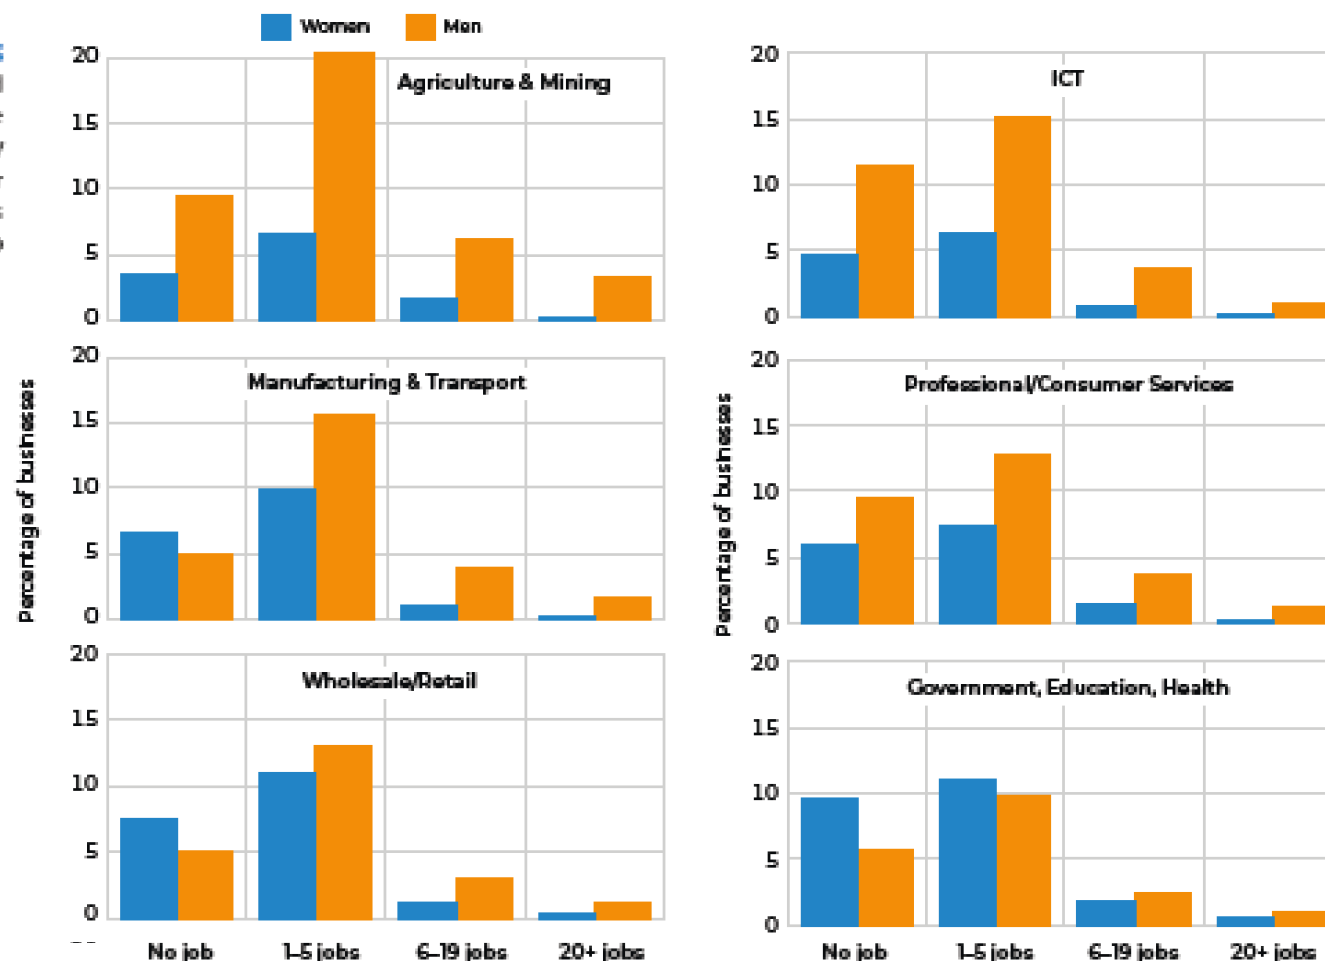 Women Men
20
Agriculture & Mining
15
10
5
0
20
Manufacturing & Transport
15
10
5
0
20
Wholesale/Retail
15
10
5
0
No job 1–5 jobs 6–19 jobs 20+ jobs
Percentage of businesses
20
ICT
15
10
5
0
20
Professional/Consumer Services
15
10
5
0
20
Government, Education, Health
15
10
5
0
No job 1–5 jobs 6–19 jobs 20+ jobs
Percentage of businesses